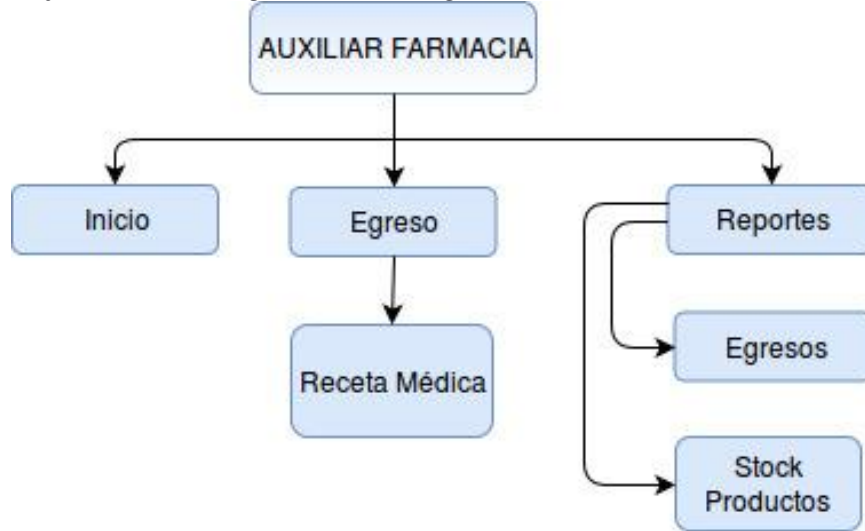 AUXILIAR FARMACIA
Inicio
Egreso
Reportes
Receta Médica
Egresos
Stock
Productos